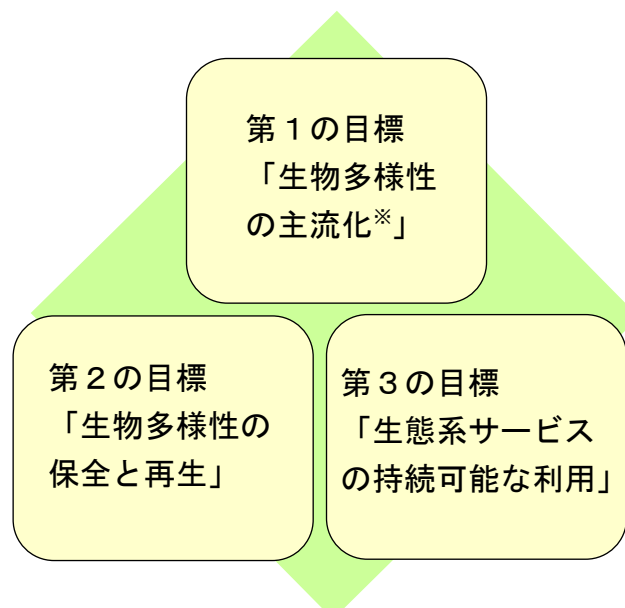 第１の目標
「生物多様性
の主流化※」
第２の目標
「生物多様性の
保全と再生」
第３の目標
「生態系サービス
の持続可能な利用」